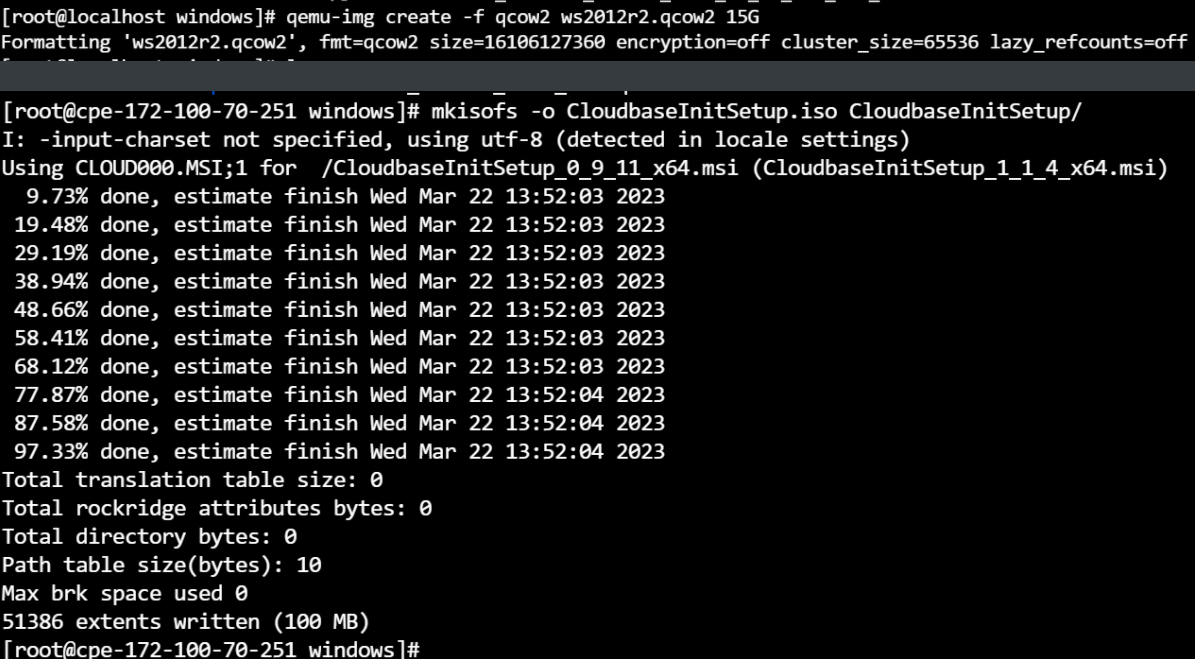 [root@localhost windows]# qemu-img create -f qcow2 ws2012r2.qcow2 15G
Formatting 'ws2012r2.qcow2', fmt=qcow2 size=16106127360 encryption=off cluster_size=65536 lazy_refcounts=off
[root@cpe-172-100-70-251 windows]# mkisofs -o CloudbaseInitSetup.iso CloudbaseInitSetup/
I: -input-charset not specified, using utf-8 (detected in locale settings)
Using CLOUD000.MSI;1 for  /CloudbaseInitSetup_0_9_11_x64.msi (CloudbaseInitSetup_1_1_4_x64.msi)
  9.73% done, estimate finish Wed Mar 22 13:52:03 2023
 19.48% done, estimate finish Wed Mar 22 13:52:03 2023
 29.19% done, estimate finish Wed Mar 22 13:52:03 2023
 38.94% done, estimate finish Wed Mar 22 13:52:03 2023
 48.66% done, estimate finish Wed Mar 22 13:52:03 2023
 58.41% done, estimate finish Wed Mar 22 13:52:03 2023
 68.12% done, estimate finish Wed Mar 22 13:52:03 2023
 77.87% done, estimate finish Wed Mar 22 13:52:04 2023
 87.58% done, estimate finish Wed Mar 22 13:52:04 2023
 97.33% done, estimate finish Wed Mar 22 13:52:04 2023
Total translation table size: 0
Total rockridge attributes bytes: 0
Total directory bytes: 0
Path table size(bytes): 10
Max brk space used 0
51386 extents written (100 MB)
[root@cpe-172-100-70-251 windows]#